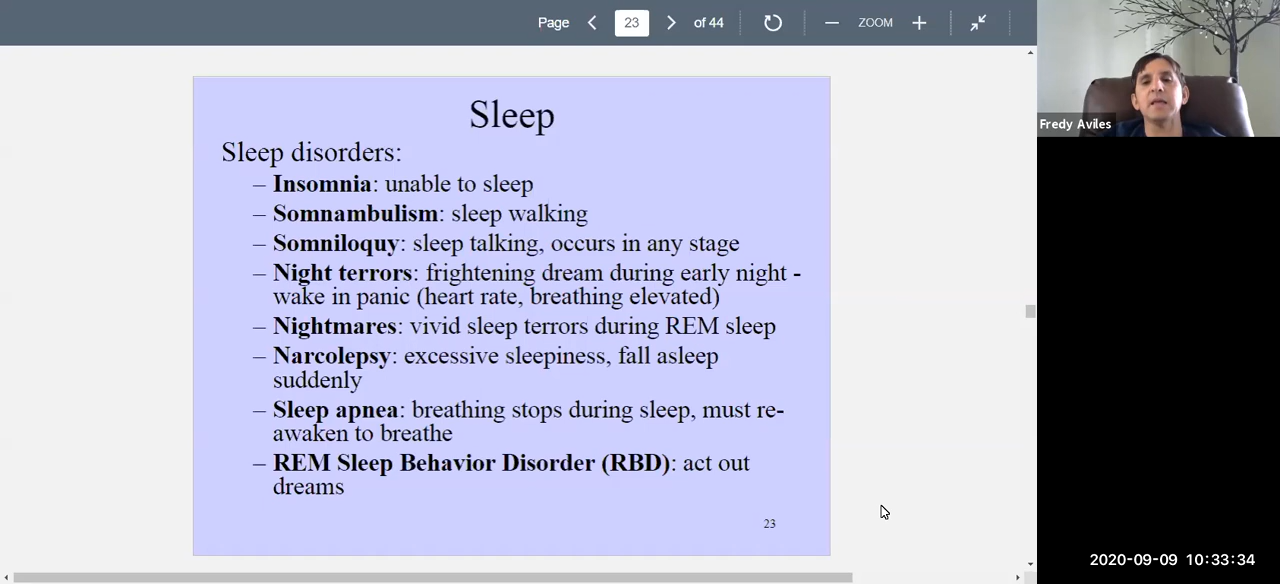 Page 23 of 44 ZOOM
Fredy Aviles
Sleep
Sleep disorders:
– Insomnia: unable to sleep
– Somnambulism: sleep walking
– Somniloquy: sleep talking, occurs in any stage
– Night terrors: frightening dream during early night -
wake in panic (heart rate, breathing elevated)
– Nightmares: vivid sleep terrors during REM sleep
– Narcolepsy: excessive sleepiness, fall asleep
suddenly
– Sleep apnea: breathing stops during sleep, must re-
awaken to breathe
– REM Sleep Behavior Disorder (RBD): act out
dreams
23
2020-09-09 10:33:34